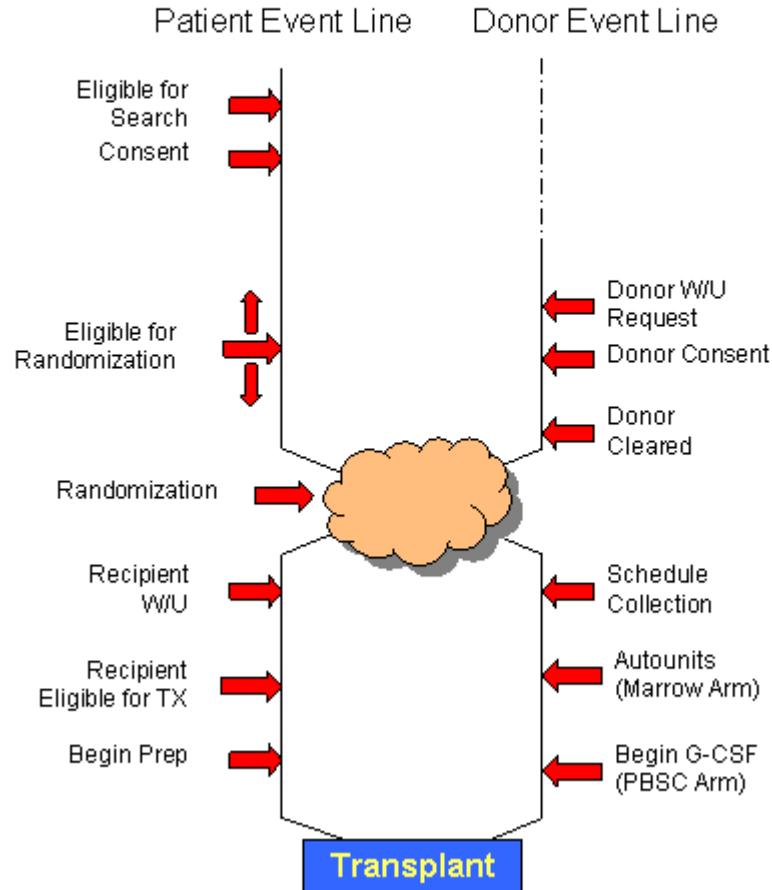 Patient Event Line
Donor Event Line
Eligible for
Search
Consent
Eligible for
Randomization
Donor W/U
Request
Donor Consent
Donor
Cleared
Randomization
Recipient
W/U
Schedule
Collection
Recipient
Eligible for TX
Autounits
(Marrow Arm)
Begin Prep
Begin G-CSF
(PBSC Arm)
Transplant